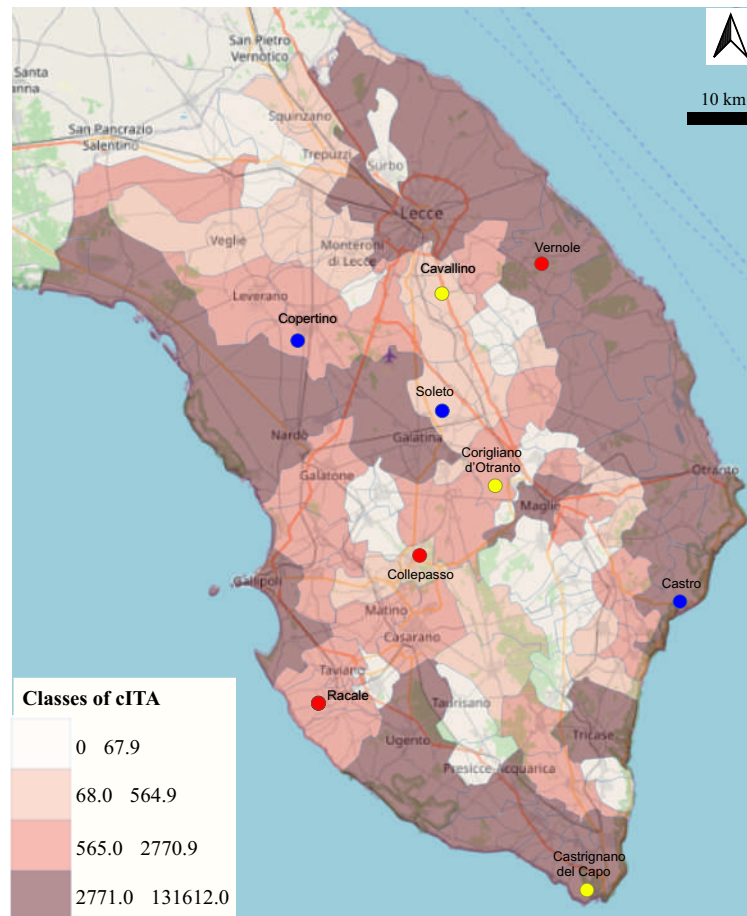 San Pietro
Vernotico
Santa
anna
10 km
Squinzano
San Pancrazio
Salentino
Trepuzzi
Surbo
Lecce
Veglie
Monteroni
di Lecce
Vernole
Cavallino
Leverano
Copertino
Soleto
Nardò
Galatina
Corigliano
d'Otranto
Galatone
Otranto
Maglie
Collepasso
Gallipoli
Castro
Matino
Casarano
Taviano
Racale
Taurisano
Tricase
Ugento
Presicce-Acquarica
Castrignano
del Capo
Classes of cITA
0 67.9
68.0 564.9
565.0 2770.9
2771.0 131612.0